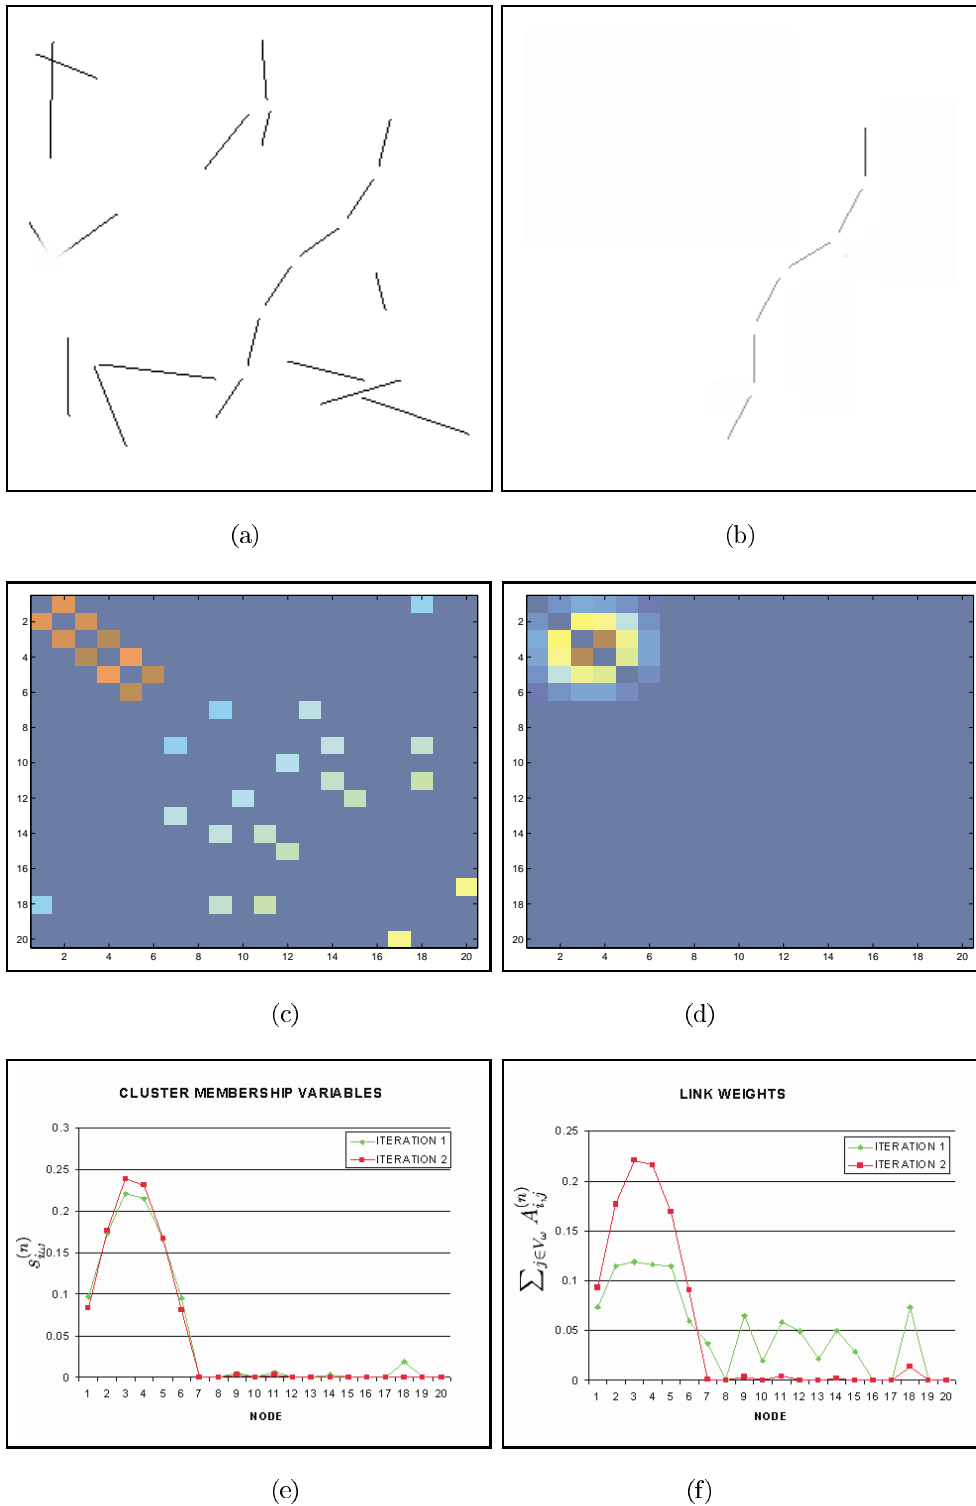 (a)
(b)
2
4
6
8
10
12
14
16
18
20
2 4 6 8 10 12 14 16 18 20
2
4
6
8
10
12
14
16
18
20
2 4 6 8 10 12 14 16 18 20
(c)
(d)
CLUSTER MEMBERSHIP VARIABLES
ITERATION 1
ITERATION 2
0.3
0.25
0.2
0.15
0.1
0.05
0
s_{iω}^{(n)}
1 2 3 4 5 6 7 8 9 10 11 12 13 14 15 16 17 18 19 20
NODE
LINK WEIGHTS
ITERATION 1
ITERATION 2
0.25
0.2
0.15
0.1
0.05
0
∑_{j∈V_ω} A_{i,j}^{(n)}
1 2 3 4 5 6 7 8 9 10 11 12 13 14 15 16 17 18 19 20
NODE
(e)
(f)